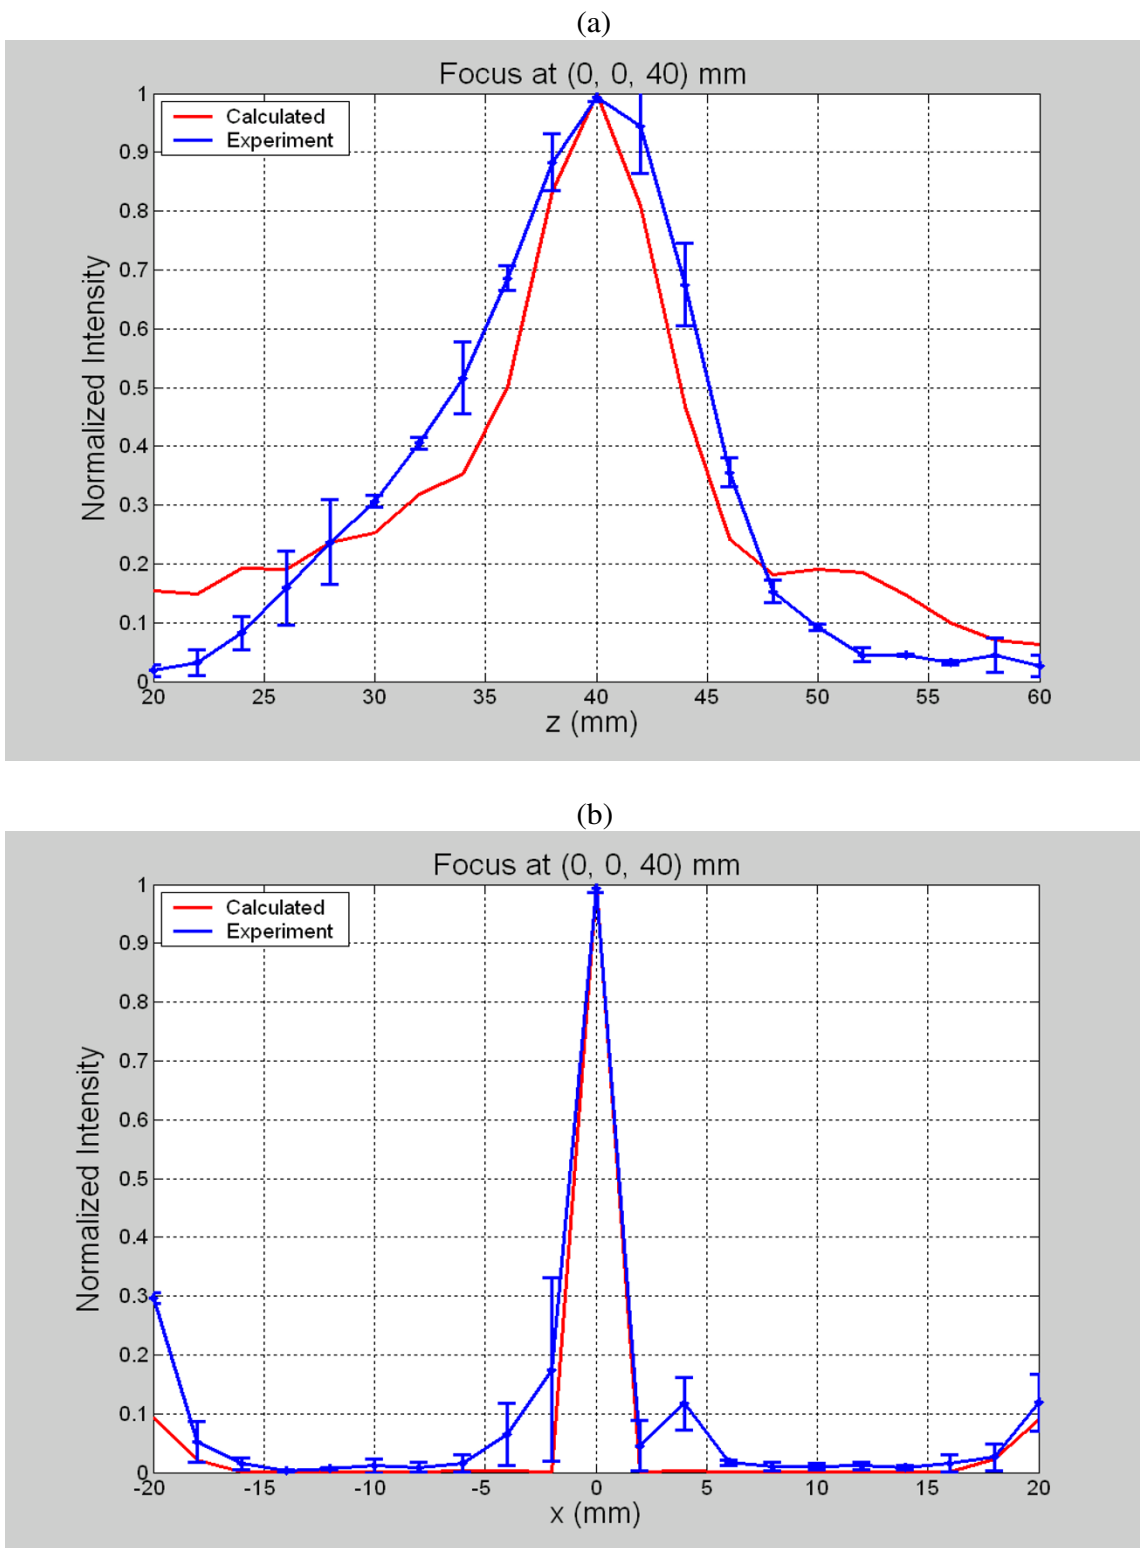 (a)
Focus at (0, 0, 40) mm
Calculated
Experiment
Normalized Intensity
1
0.9
0.8
0.7
0.6
0.5
0.4
0.3
0.2
0.1
0
20 25 30 35 40 45 50 55 60
z (mm)
(b)
Focus at (0, 0, 40) mm
Calculated
Experiment
Normalized Intensity
1
0.9
0.8
0.7
0.6
0.5
0.4
0.3
0.2
0.1
0
-20 -15 -10 -5 0 5 10 15 20
x (mm)